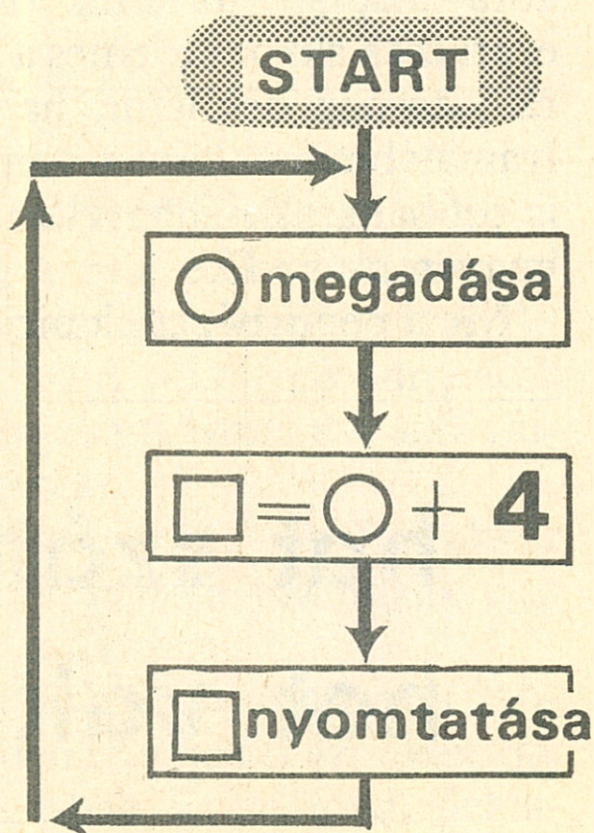 START
○ megadása
□ = ○ + 4
□ nyomtatása